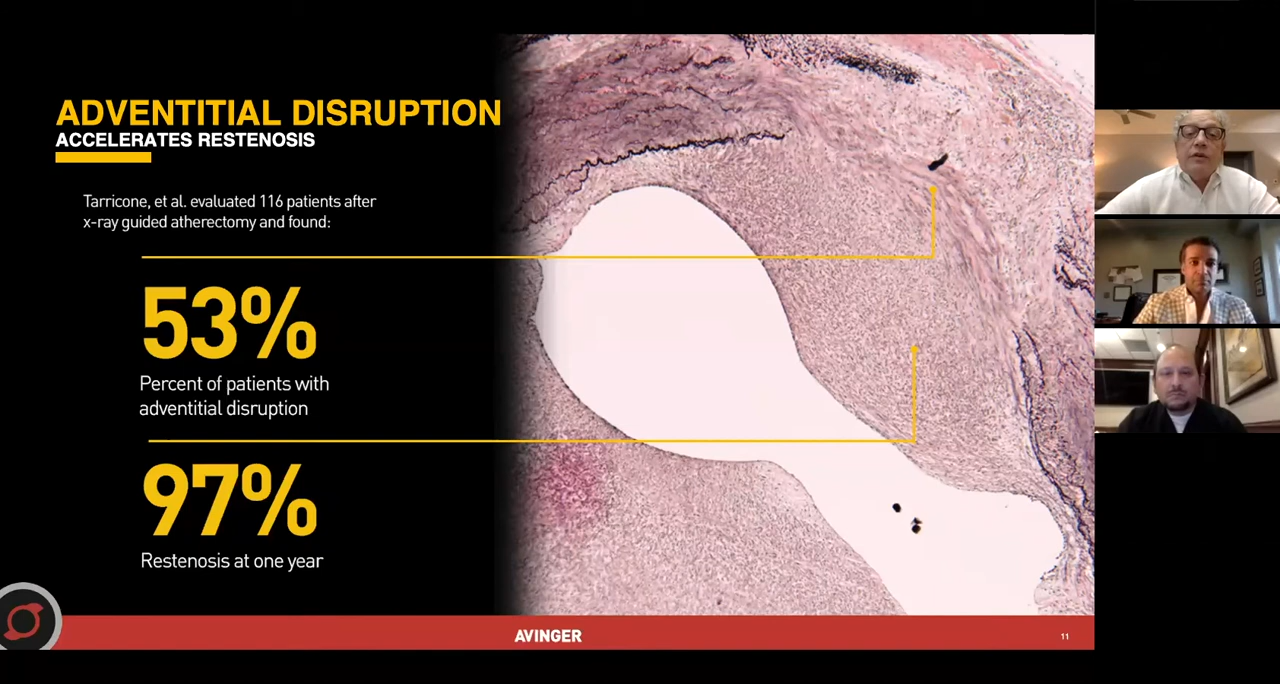 ADVENTITIAL DISRUPTION
ACCELERATES RESTENOSIS
Tarricone, et al. evaluated 116 patients after
x-ray guided atherectomy and found:
53%
Percent of patients with
adventitial disruption
97%
Restenosis at one year
AVINGER
11